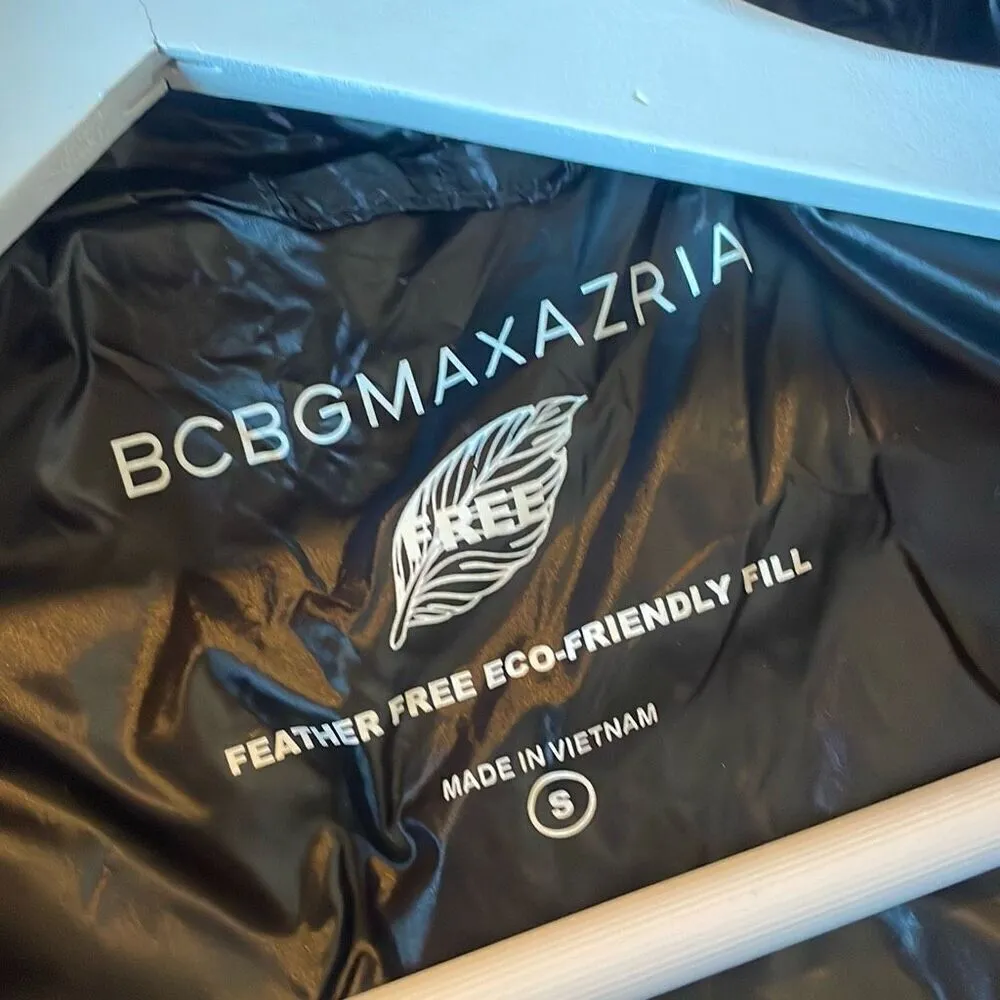 BCBGMAXAZRIA
FREE
FEATHER FREE ECO-FRIENDLY FILL
MADE IN VIETNAM
S